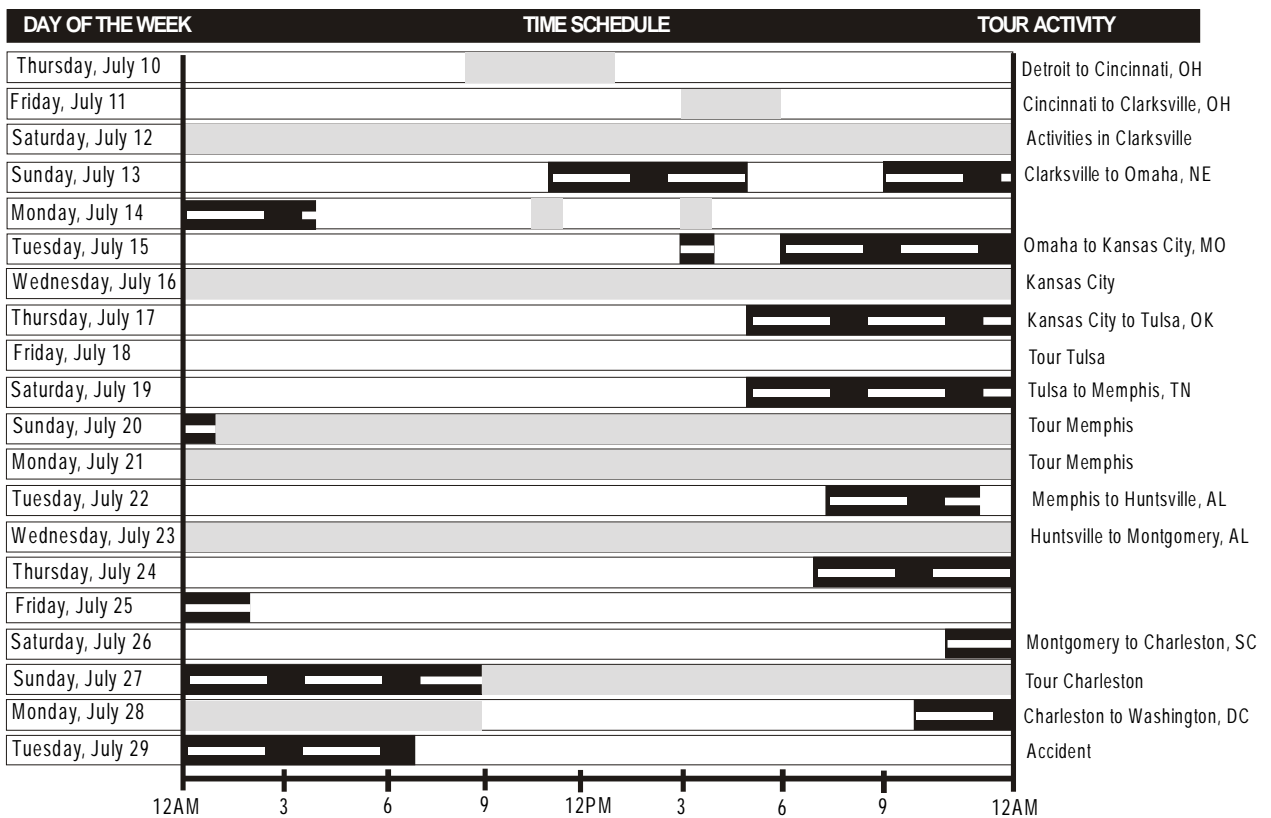 DAY OF THE WEEK TIME SCHEDULE TOUR ACTIVITY
Thursday, July 10 Detroit to Cincinnati, OH
Friday, July 11 Cincinnati to Clarksville, OH
Saturday, July 12 Activities in Clarksville
Sunday, July 13 Clarksville to Omaha, NE
Monday, July 14
Tuesday, July 15 Omaha to Kansas City, MO
Wednesday, July 16 Kansas City
Thursday, July 17 Kansas City to Tulsa, OK
Friday, July 18 Tour Tulsa
Saturday, July 19 Tulsa to Memphis, TN
Sunday, July 20 Tour Memphis
Monday, July 21 Tour Memphis
Tuesday, July 22 Memphis to Huntsville, AL
Wednesday, July 23 Huntsville to Montgomery, AL
Thursday, July 24
Friday, July 25
Saturday, July 26 Montgomery to Charleston, SC
Sunday, July 27 Tour Charleston
Monday, July 28 Charleston to Washington, DC
Tuesday, July 29 Accident
12AM 3 6 9 12PM 3 6 9 12AM